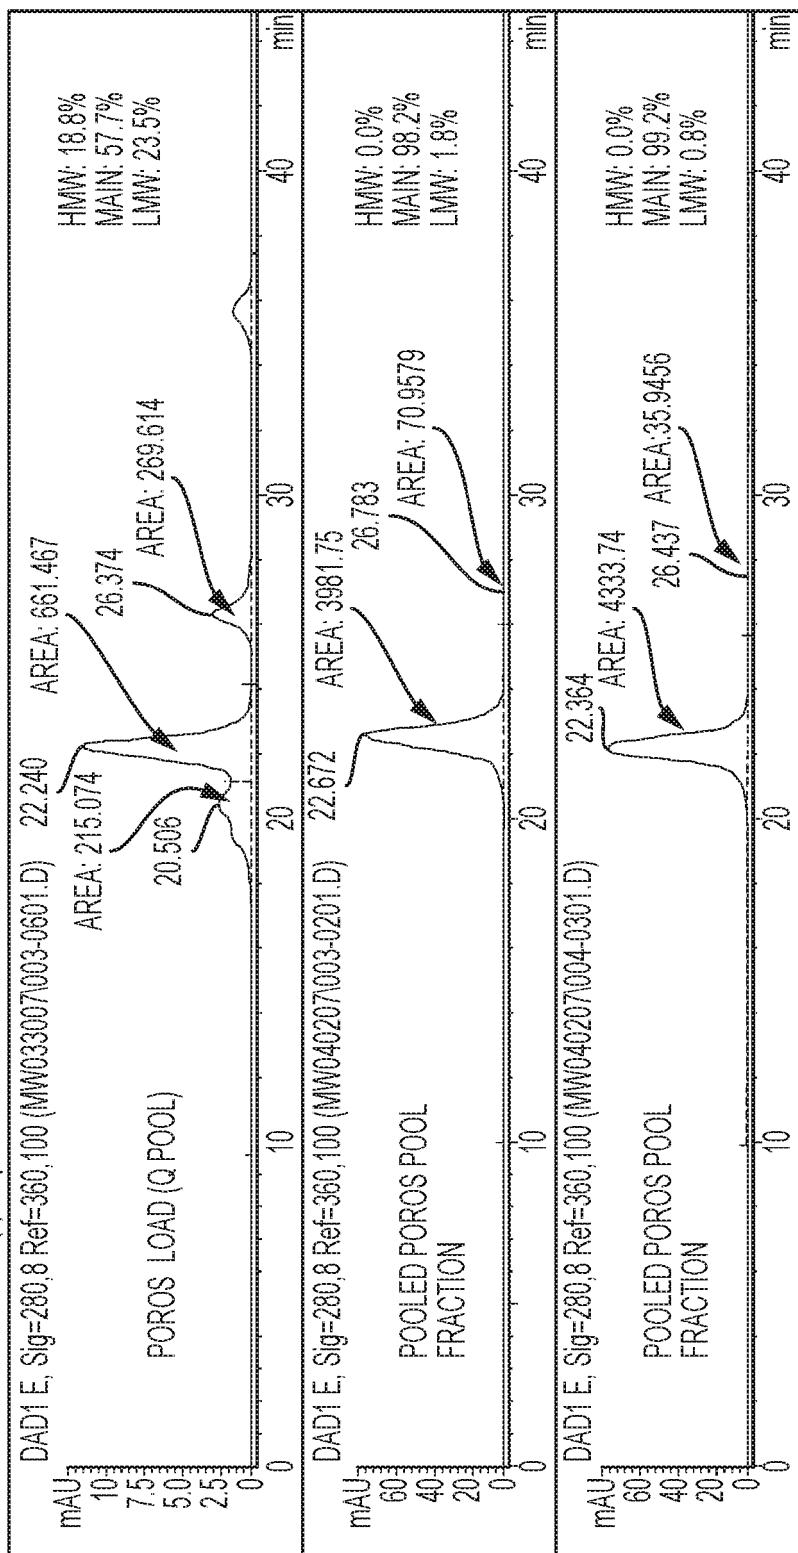 DAD1 E, Sig=280,8 Ref=360,100 (MW033007\003-0601.D)
mAU
10
7.5
5.0
2.5
0
POROS LOAD (Q POOL)
AREA: 215.074
20.506
22.240
AREA: 661.467
26.374
AREA: 269.614
HMW: 18.8%
MAIN: 57.7%
LMW: 23.5%
0 10 20 30 40 min
DAD1 E, Sig=280,8 Ref=360,100 (MW040207\003-0201.D)
mAU
60
40
20
0
POOLED POROS POOL
FRACTION
22.672
AREA: 3981.75
26.783
AREA: 70.9579
HMW: 0.0%
MAIN: 98.2%
LMW: 1.8%
0 10 20 30 40 min
DAD1 E, Sig=280,8 Ref=360,100 (MW040207\004-0301.D)
mAU
60
40
20
0
POOLED POROS POOL
FRACTION
22.364
AREA: 4333.74
26.437
AREA:35.9456
HMW: 0.0%
MAIN: 99.2%
LMW: 0.8%
0 10 20 30 40 min